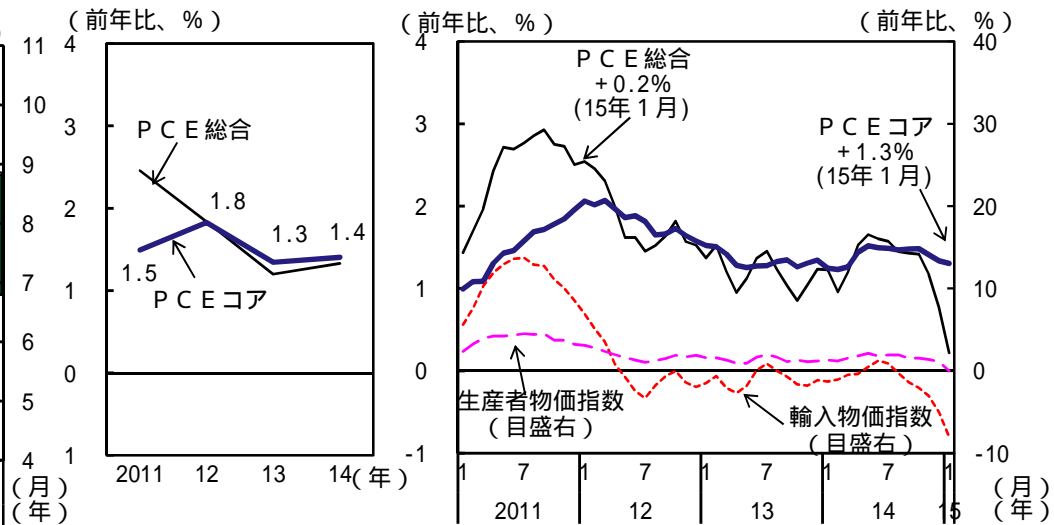 11
10
9
8
7
6
5
4
(月)
(年)
(前年比、%)
4
3
2
1
0
1
PCE総合
1.8
1.3
1.4
1.5
PCEコア
2011 12 13 14 (年)
(前年比、%)
(前年比、%)
4
3
2
1
0
-1
40
30
20
10
0
-10
PCE総合
+0.2%
(15年1月)
PCEコア
+1.3%
(15年1月)
生産者物価指数
(目盛右)
輸入物価指数
(目盛右)
1 7 1 7 1 7 1 7 1
(月)
2011 12 13 14 15
(年)